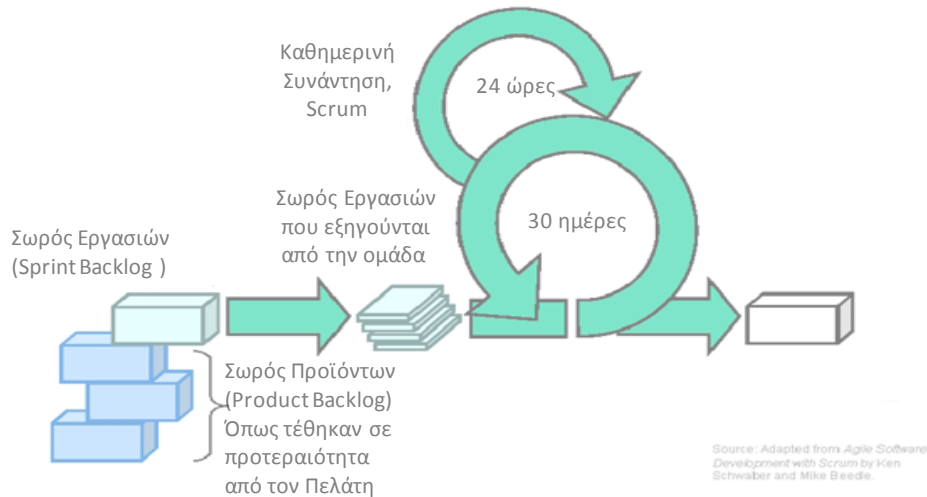 Καθημερινή
Συνάντηση,
Scrum
24 ώρες
Σωρός Εργασιών
που εξηγούνται
από την ομάδα
30 ημέρες
Σωρός Εργασιών
(Sprint Backlog )
Σωρός Προϊόντων
(Product Backlog)
Όπως τέθηκαν σε
προτεραιότητα
από τον Πελάτη
Source: Adapted from Agile Software
Development with Scrum by Ken
Schwaber and Mike Beedle.